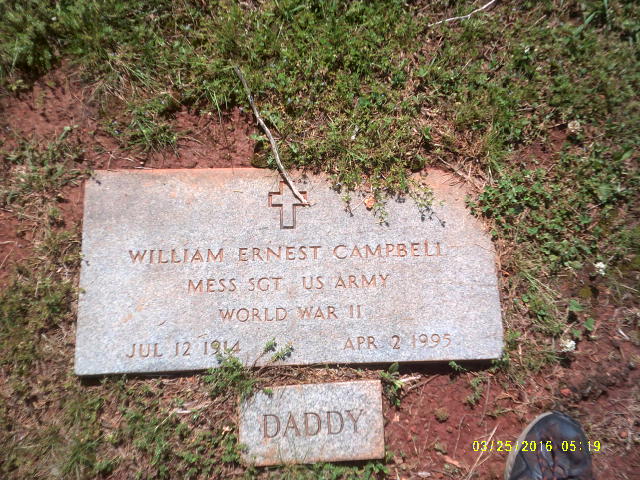 WILLIAM ERNEST CAMPBELL
MESS SGT US ARMY
WORLD WAR II
JUL 12 1914 APR 2 1995
DADDY
03/25/2016 05:19